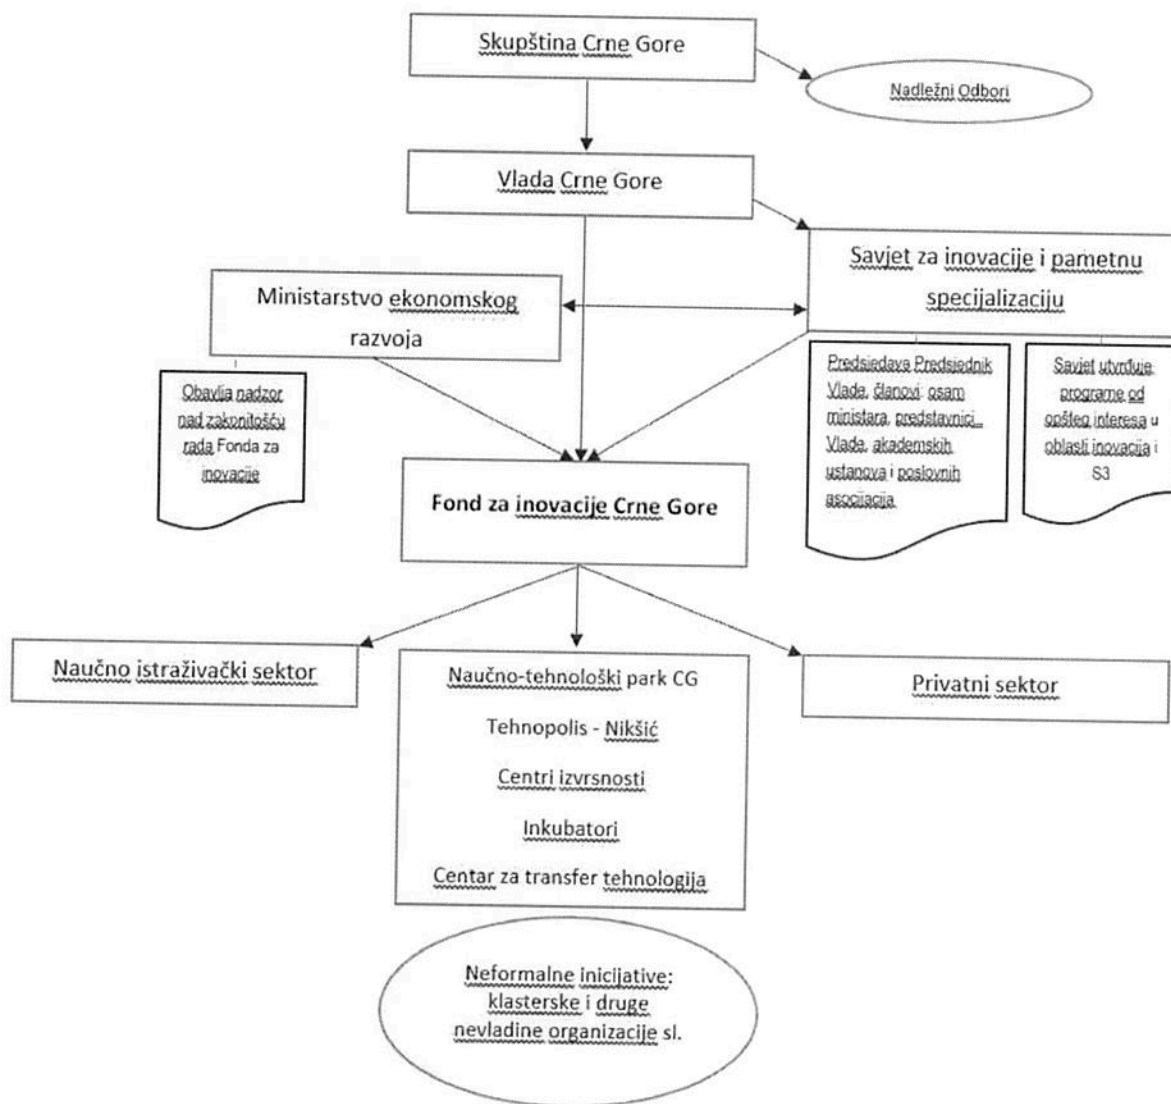 Skupština Crne Gore
Nadležni Odbori
Vlada Crne Gore
Savjet za inovacije i pametnu
specijalizaciju
Ministarstvo ekonomskog
razvoja
Obavlja nadzor
nad zakonitošću
rada Fonda za
inovacije
Predsjedava Predsjednik
Vlade, članovi: osam
ministara, predstavnici
Vlade, akademskih
ustanova i poslovnih
asocijacija
Savjet utvrđuje
programe od
opšteg interesa u
oblasti inovacija i
S3
Fond za inovacije Crne Gore
Naučno istraživački sektor
Naučno-tehnološki park CG
Tehnopolis - Nikšić
Centri izvrsnosti
Inkubatori
Centar za transfer tehnologija
Privatni sektor
Neformalne inicijative:
klasterske i druge
nevladine organizacije sl.